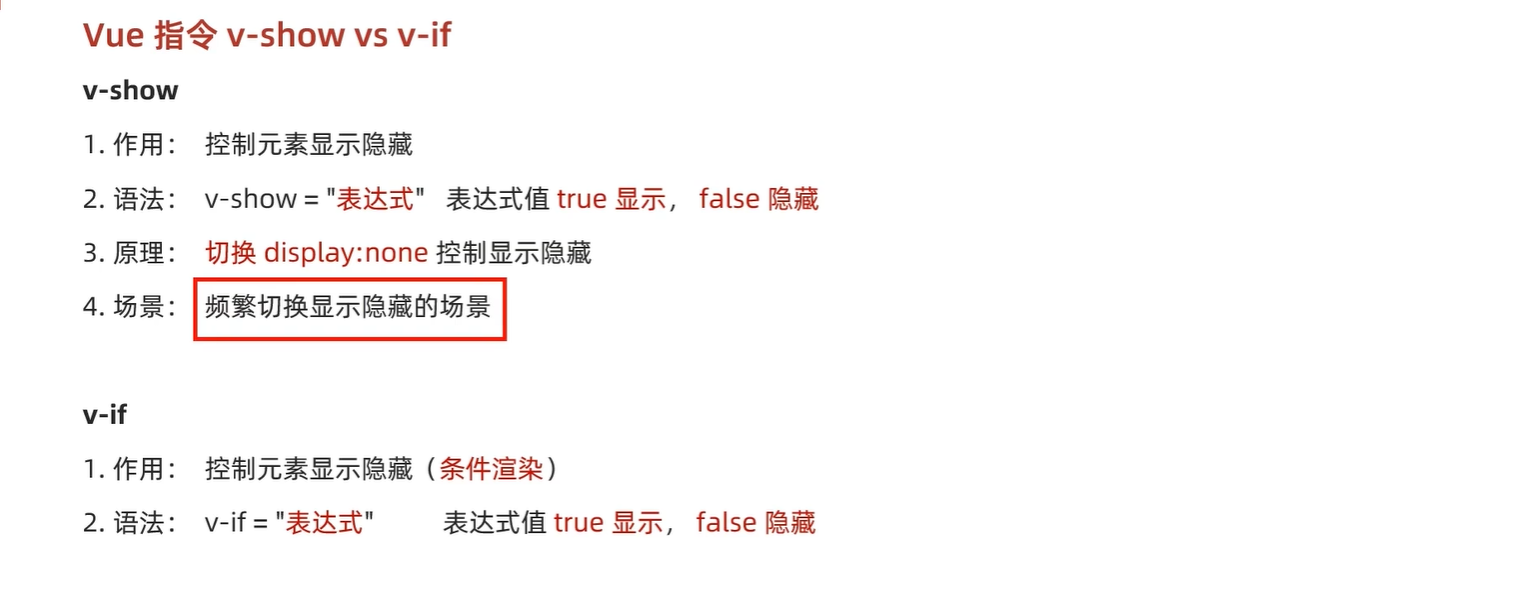 Vue 指令 v-show vs v-if
v-show
1. 作用： 控制元素显示隐藏
2. 语法： v-show = "表达式" 表达式值 true 显示， false 隐藏
3. 原理： 切换 display:none 控制显示隐藏
4. 场景： 频繁切换显示隐藏的场景
v-if
1. 作用： 控制元素显示隐藏（条件渲染）
2. 语法： v-if = "表达式" 表达式值 true 显示， false 隐藏